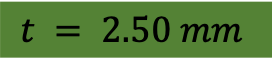 t = 2.50 mm